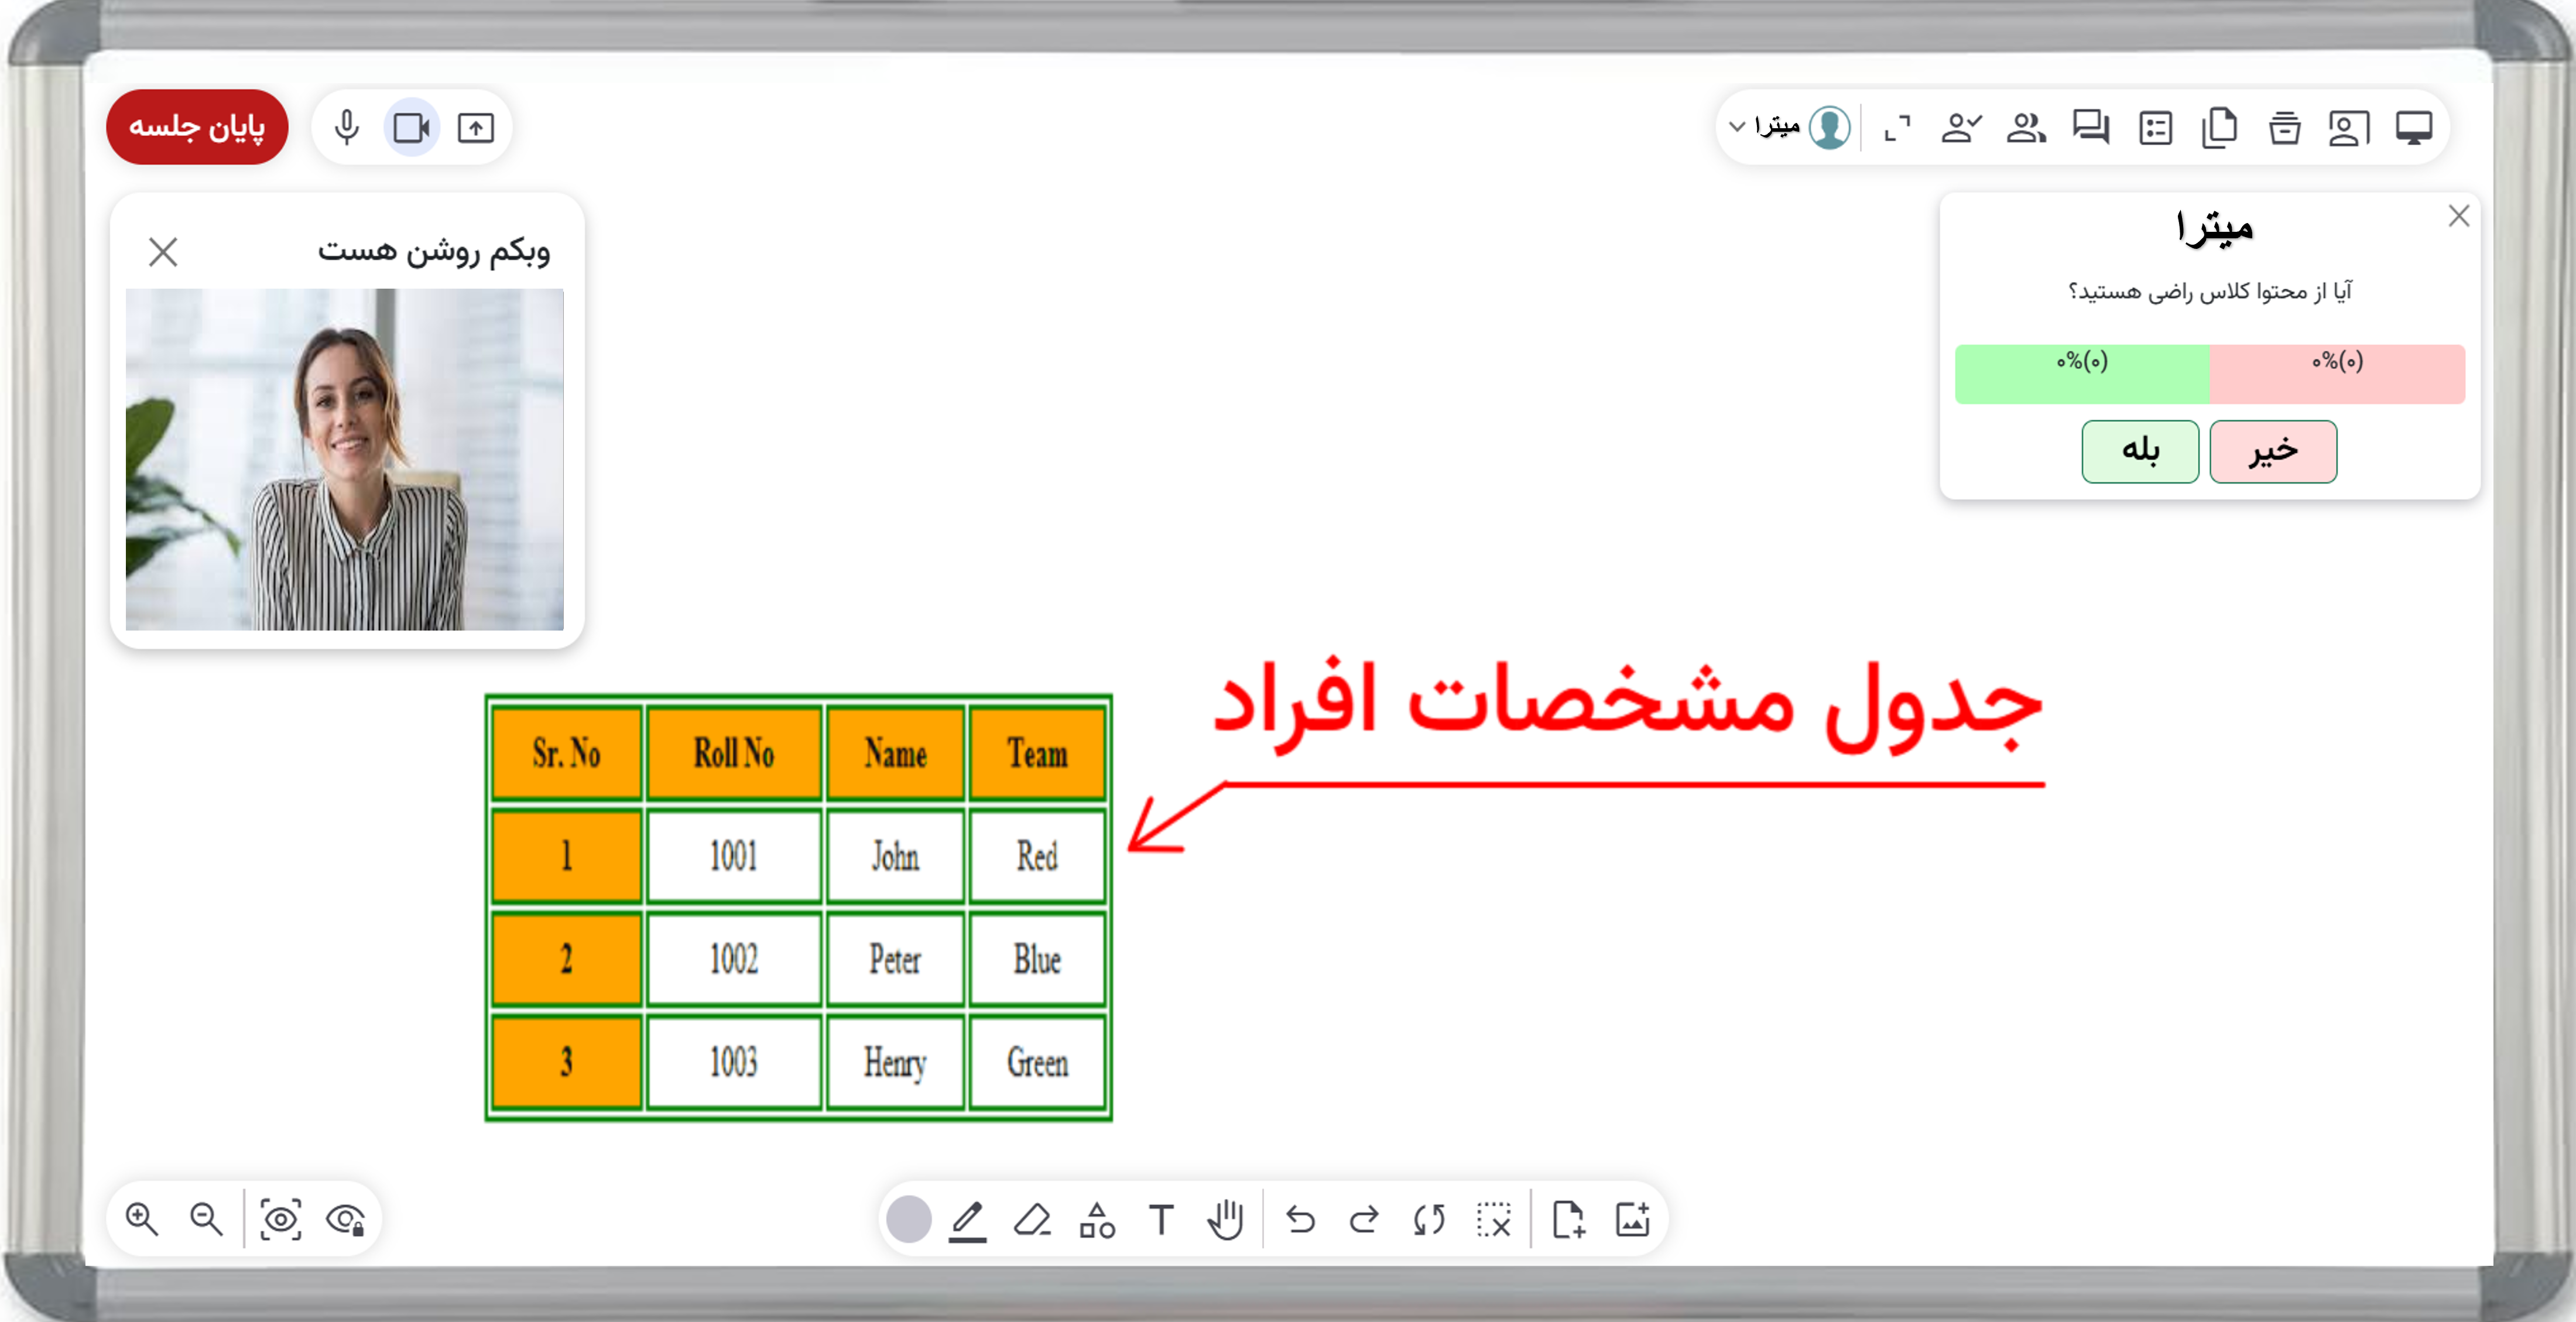 پایان جلسه
میترا
وبکم روشن هست
میترا
آیا از محتوا کلاس راضی هستید؟
۰%(۰) ۰%(۰)
بله خیر
جدول مشخصات افراد
Sr. No Roll No Name Team
1 1001 John Red
2 1002 Peter Blue
3 1003 Henry Green
T